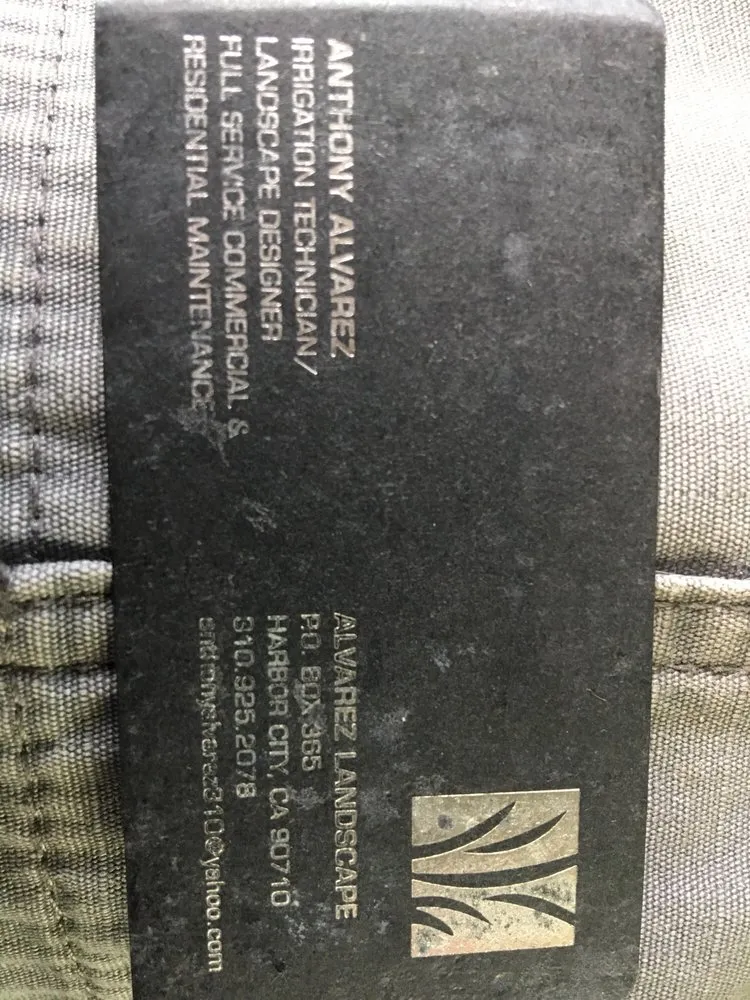 ANTHONY ALVAREZ
IRRIGATION TECHNICIAN/
LANDSCAPE DESIGNER
FULL SERVICE COMMERCIAL &
RESIDENTIAL MAINTENANCE
ALVAREZ LANDSCAPE
P.O. BOX 365
HARBOR CITY, CA 90710
310.925.2078